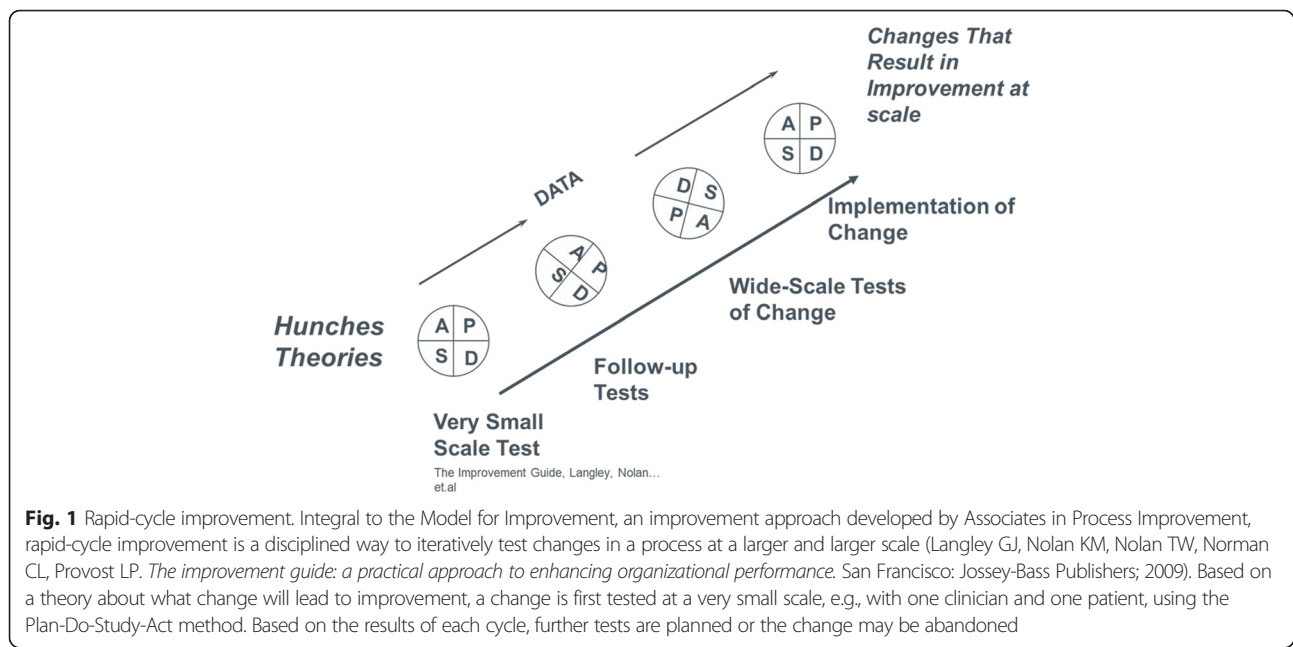 Changes That
Result in
Improvement at
scale
A P
S D
DATA
D S
P A
Implementation of
Change
A P
S D
Wide-Scale Tests
of Change
Hunches
Theories
A P
S D
Follow-up
Tests
Very Small
Scale Test
The Improvement Guide, Langley, Nolan...
et.al
Fig. 1 Rapid-cycle improvement. Integral to the Model for Improvement, an improvement approach developed by Associates in Process Improvement,
rapid-cycle improvement is a disciplined way to iteratively test changes in a process at a larger and larger scale (Langley GJ, Nolan KM, Nolan TW, Norman
CL, Provost LP. The improvement guide: a practical approach to enhancing organizational performance. San Francisco: Jossey-Bass Publishers; 2009). Based on
a theory about what change will lead to improvement, a change is first tested at a very small scale, e.g., with one clinician and one patient, using the
Plan-Do-Study-Act method. Based on the results of each cycle, further tests are planned or the change may be abandoned